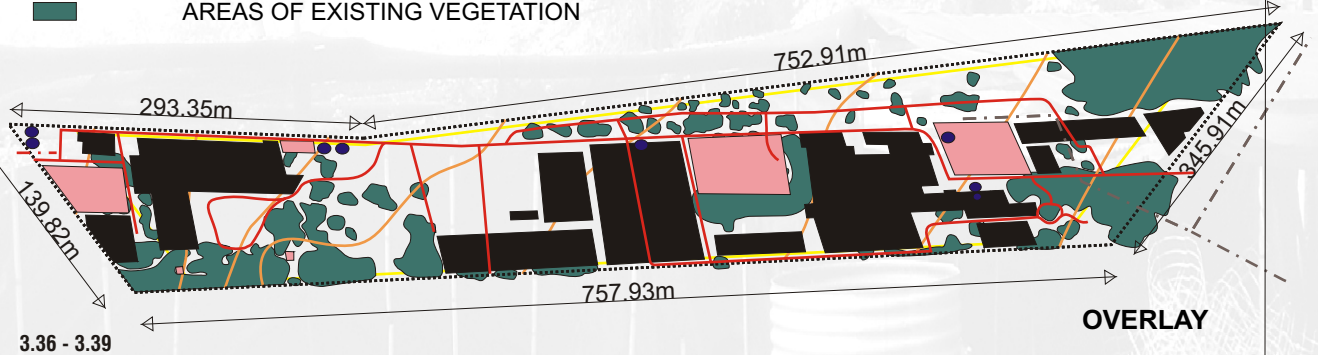 AREAS OF EXISTING VEGETATION
752.91m
293.35m
345.91m
139.82m
757.93m
OVERLAY
3.36 - 3.39